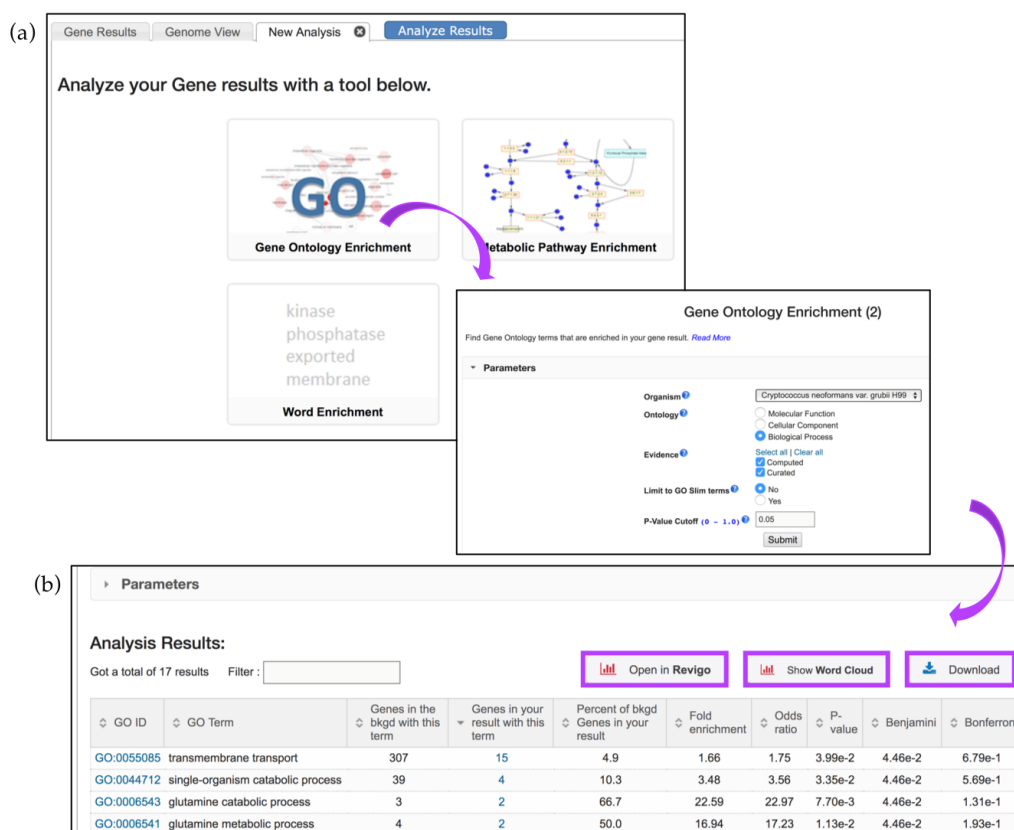 (a)
Gene Results
Genome View
New Analysis
Analyze Results
Analyze your Gene results with a tool below.
GO
Gene Ontology Enrichment
etabolic Pathway Enrichment
kinase
phosphatase
exported
membrane
Word Enrichment
Gene Ontology Enrichment (2)
Find Gene Ontology terms that are enriched in your gene result. Read More
Parameters
Organism ? Cryptococcus neoformans var. grubii H99
Ontology ? Molecular Function
Cellular Component
Biological Process
Evidence ? Select all | Clear all
Computed
Curated
Limit to GO Slim terms ? No
Yes
P-Value Cutoff (0 - 1.0) ? 0.05
Submit
(b)
Parameters
Analysis Results:
Got a total of 17 results Filter :
Open in Revigo
Show Word Cloud
Download
GO ID
GO Term
Genes in the
bkgd with this
term
Genes in your
result with this
term
Percent of bkgd
Genes in your
result
Fold
enrichment
Odds
ratio
P-
value
Benjamini
Bonferron
GO:0055085 transmembrane transport 307 15 4.9 1.66 1.75 3.99e-2 4.46e-2 6.79e-1
GO:0044712 single-organism catabolic process 39 4 10.3 3.48 3.56 3.35e-2 4.46e-2 5.69e-1
GO:0006543 glutamine catabolic process 3 2 66.7 22.59 22.97 7.70e-3 4.46e-2 1.31e-1
GO:0006541 glutamine metabolic process 4 2 50.0 16.94 17.23 1.13e-2 4.46e-2 1.93e-1